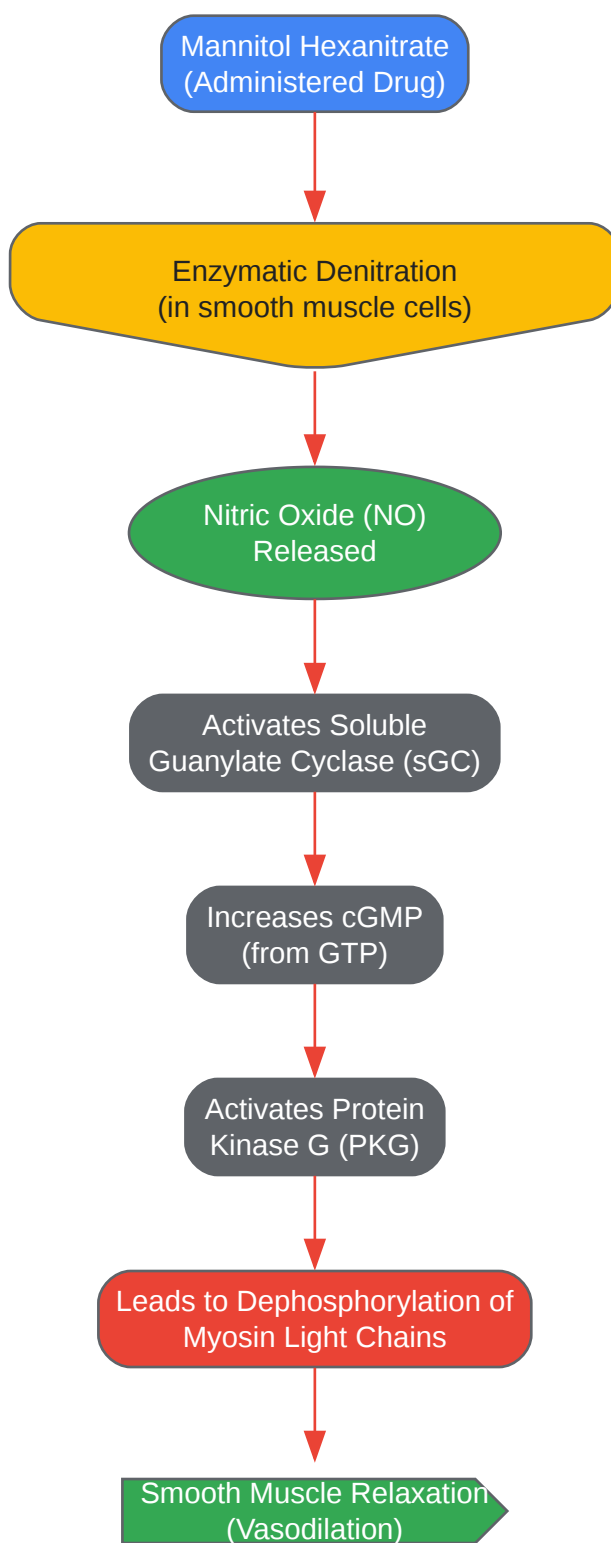 Mannitol Hexanitrate
(Administered Drug)
Enzymatic Denitration
(in smooth muscle cells)
Nitric Oxide (NO)
Released
Activates Soluble
Guanylate Cyclase (sGC)
Increases cGMP
(from GTP)
Activates Protein
Kinase G (PKG)
Leads to Dephosphorylation of
Myosin Light Chains
Smooth Muscle Relaxation
(Vasodilation)